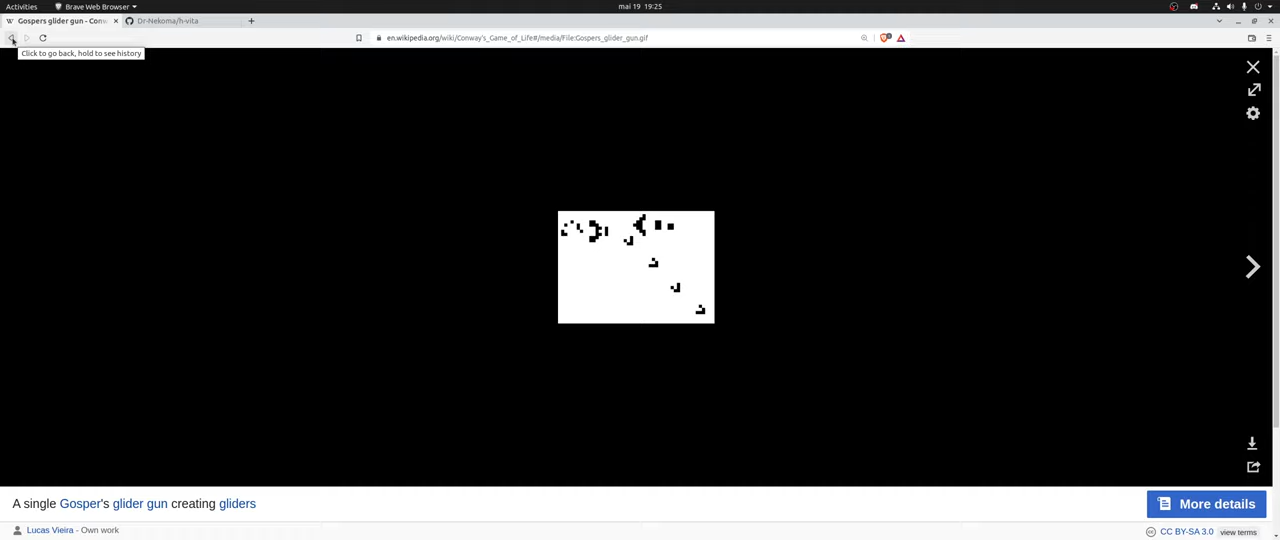 Activities
Brave Web Browser
mai 19 19:25
Gospers glider gun - Conw
Dr-Nekoma/h-vita
en.wikipedia.org/wiki/Conway's_Game_of_Life#/media/File:Gospers_glider_gun.gif
Click to go back, hold to see history
A single Gosper's glider gun creating gliders
More details
Lucas Vieira - Own work
CC BY-SA 3.0
view terms